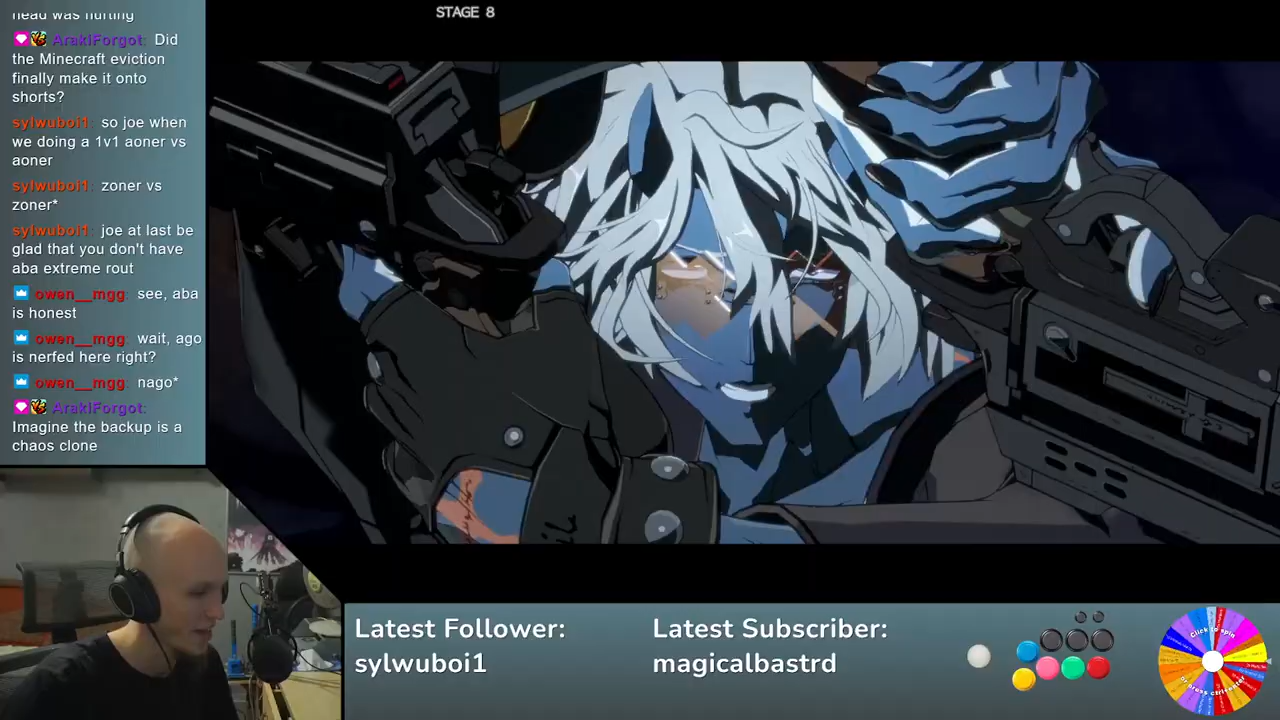 STAGE 8
head was hurting
ArakIForgot: Did
the Minecraft eviction
finally make it onto
shorts?
sylwuboi1: so joe when
we doing a 1v1 aoner vs
aoner
sylwuboi1: zoner vs
zoner*
sylwuboi1: joe at last be
glad that you don't have
aba extreme rout
owen__mgg: see, aba
is honest
owen__mgg: wait, ago
is nerfed here right?
owen__mgg: nago*
ArakIForgot:
Imagine the backup is a
chaos clone
Latest Follower:
sylwuboi1
Latest Subscriber:
magicalbastrd
Click to spin